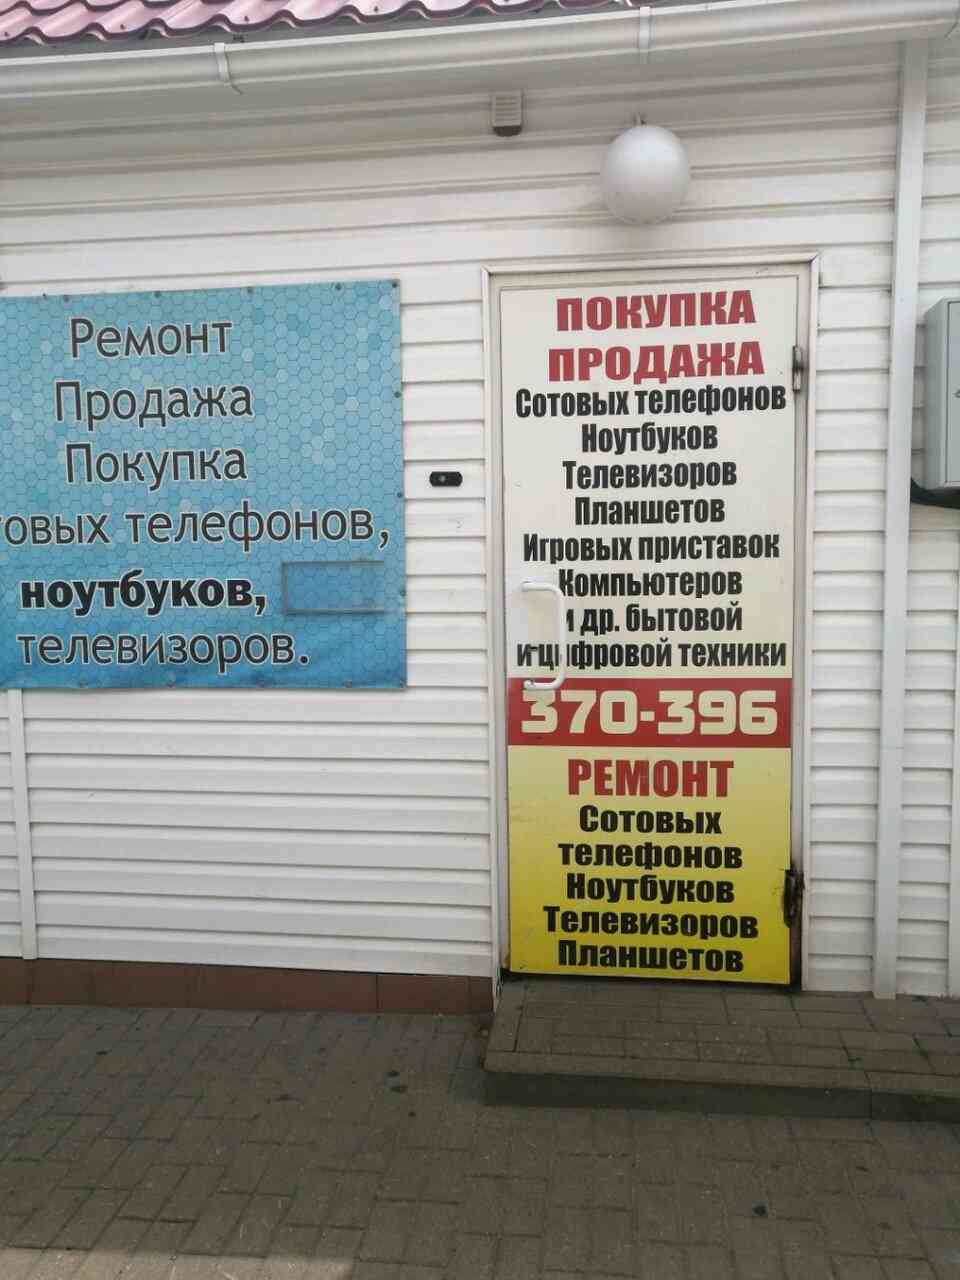 Ремонт
Продажа
Покупка
телефонов,
ноутбуков,
телевизоров.
ПОКУПКА
ПРОДАЖА
Сотовых телефонов
Ноутбуков
Телевизоров
Планшетов
Игровых приставок
Компьютеров
и др. бытовой
и цифровой техники
370-396
РЕМОНТ
Сотовых
телефонов
Ноутбуков
Телевизоров
Планшетов